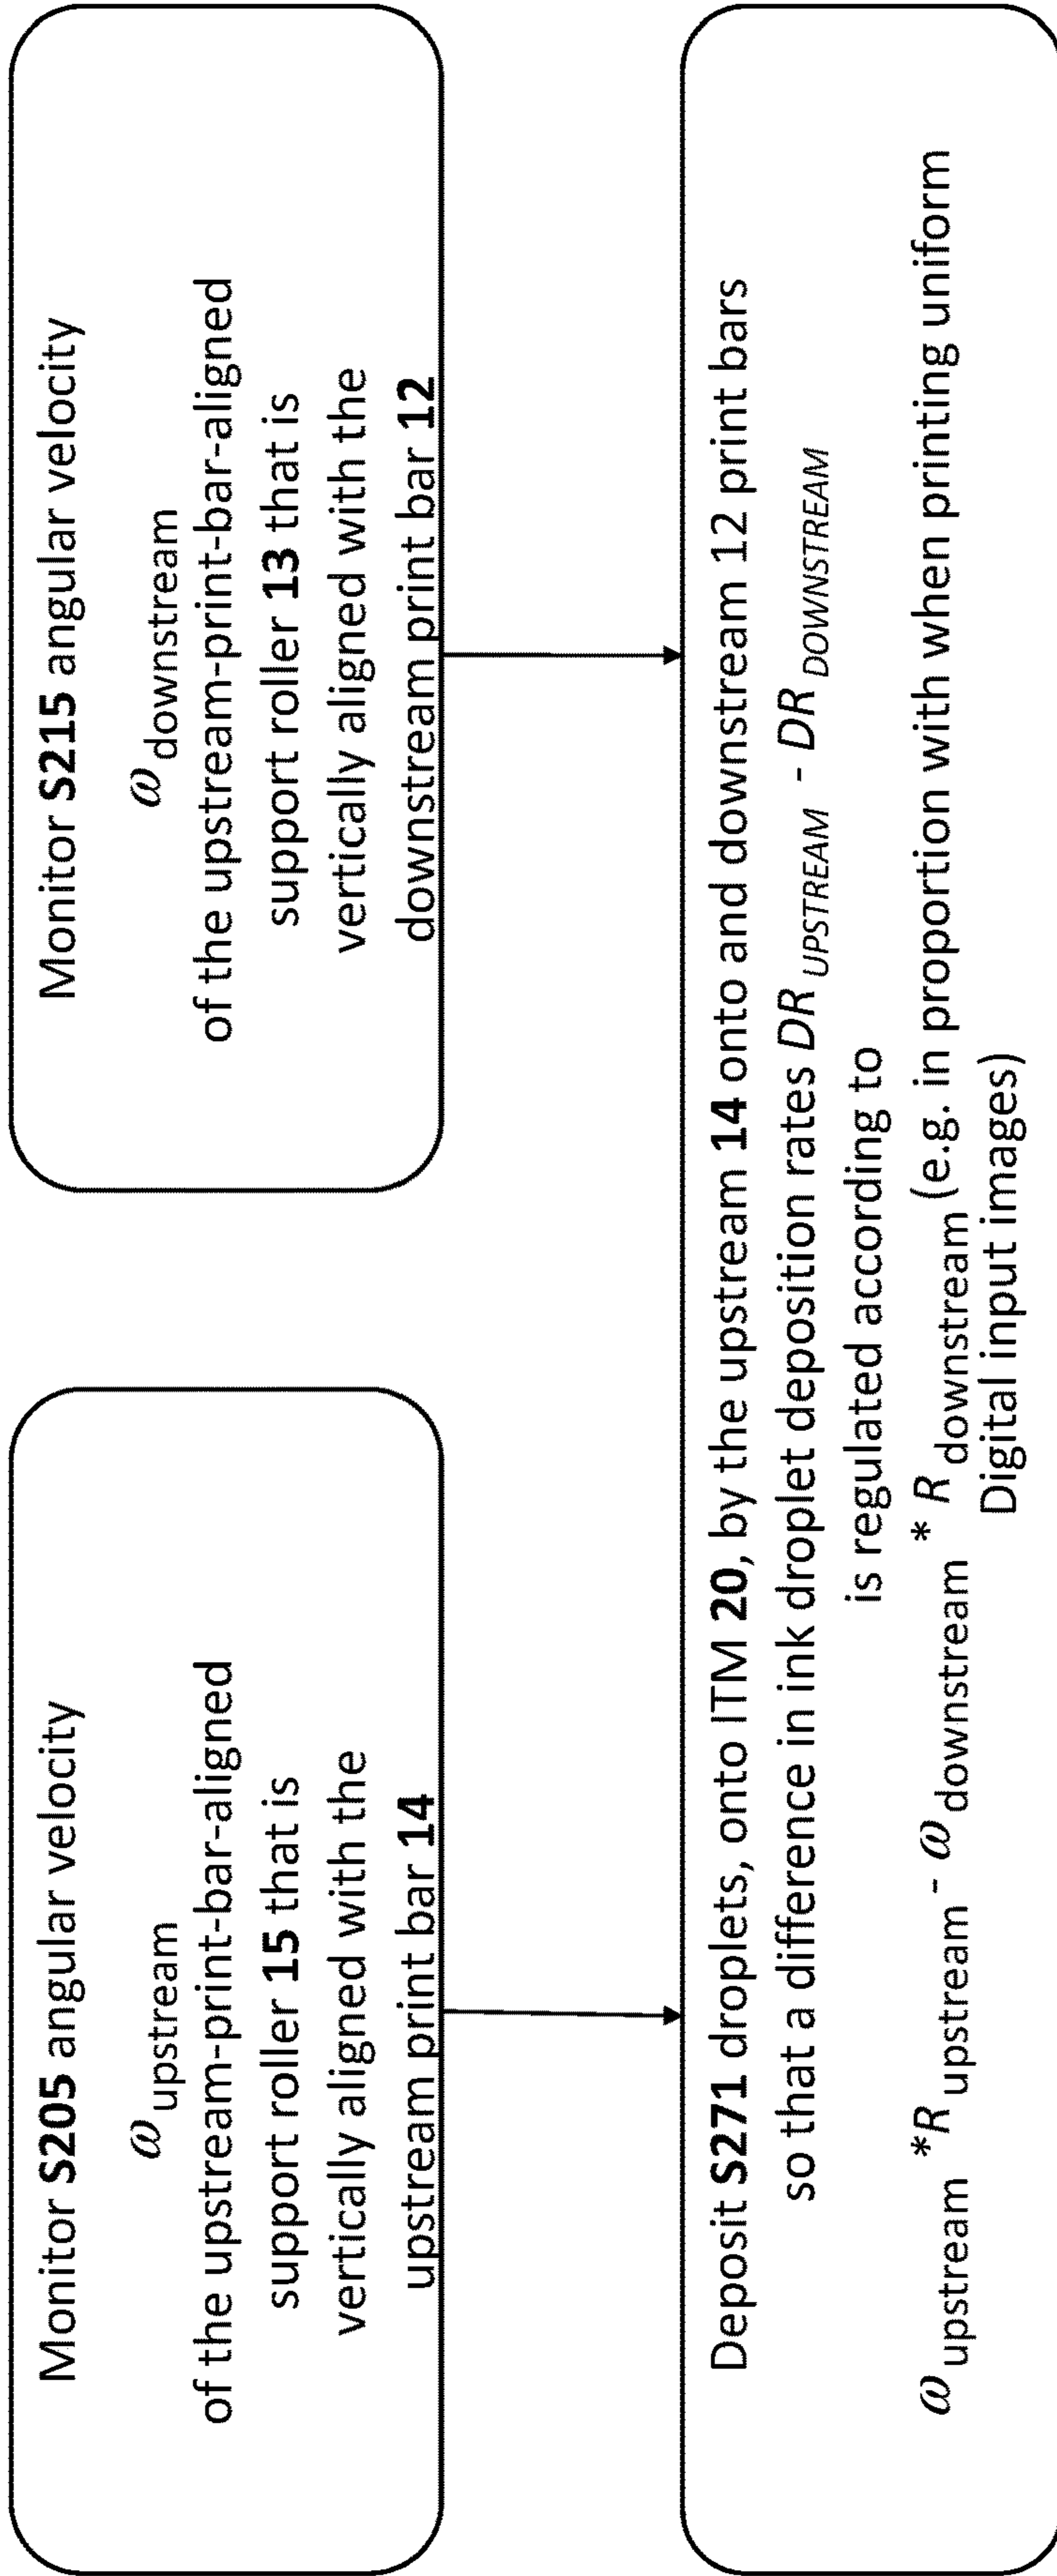 Monitor S205 angular velocity
ω upstream
of the upstream-print-bar-aligned
support roller 15 that is
vertically aligned with the
upstream print bar 14
Monitor S215 angular velocity
ω downstream
of the upstream-print-bar-aligned
support roller 13 that is
vertically aligned with the
downstream print bar 12
Deposit S271 droplets, onto ITM 20, by the upstream 14 onto and downstream 12 print bars
so that a difference in ink droplet deposition rates DR UPSTREAM - DR DOWNSTREAM
is regulated according to
ω upstream *R upstream - ω downstream * R downstream (e.g. in proportion with when printing uniform
Digital input images)